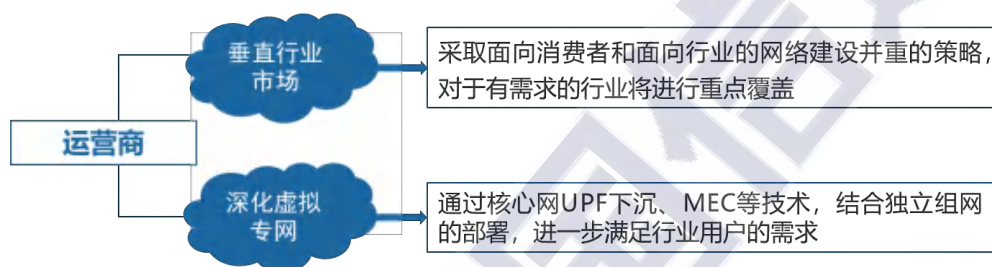 垂直行业
市场
采取面向消费者和面向行业的网络建设并重的策略，
对于有需求的行业将进行重点覆盖
运营商
深化虚拟
专网
通过核心网UPF下沉、MEC等技术，结合独立组网
的部署，进一步满足行业用户的需求